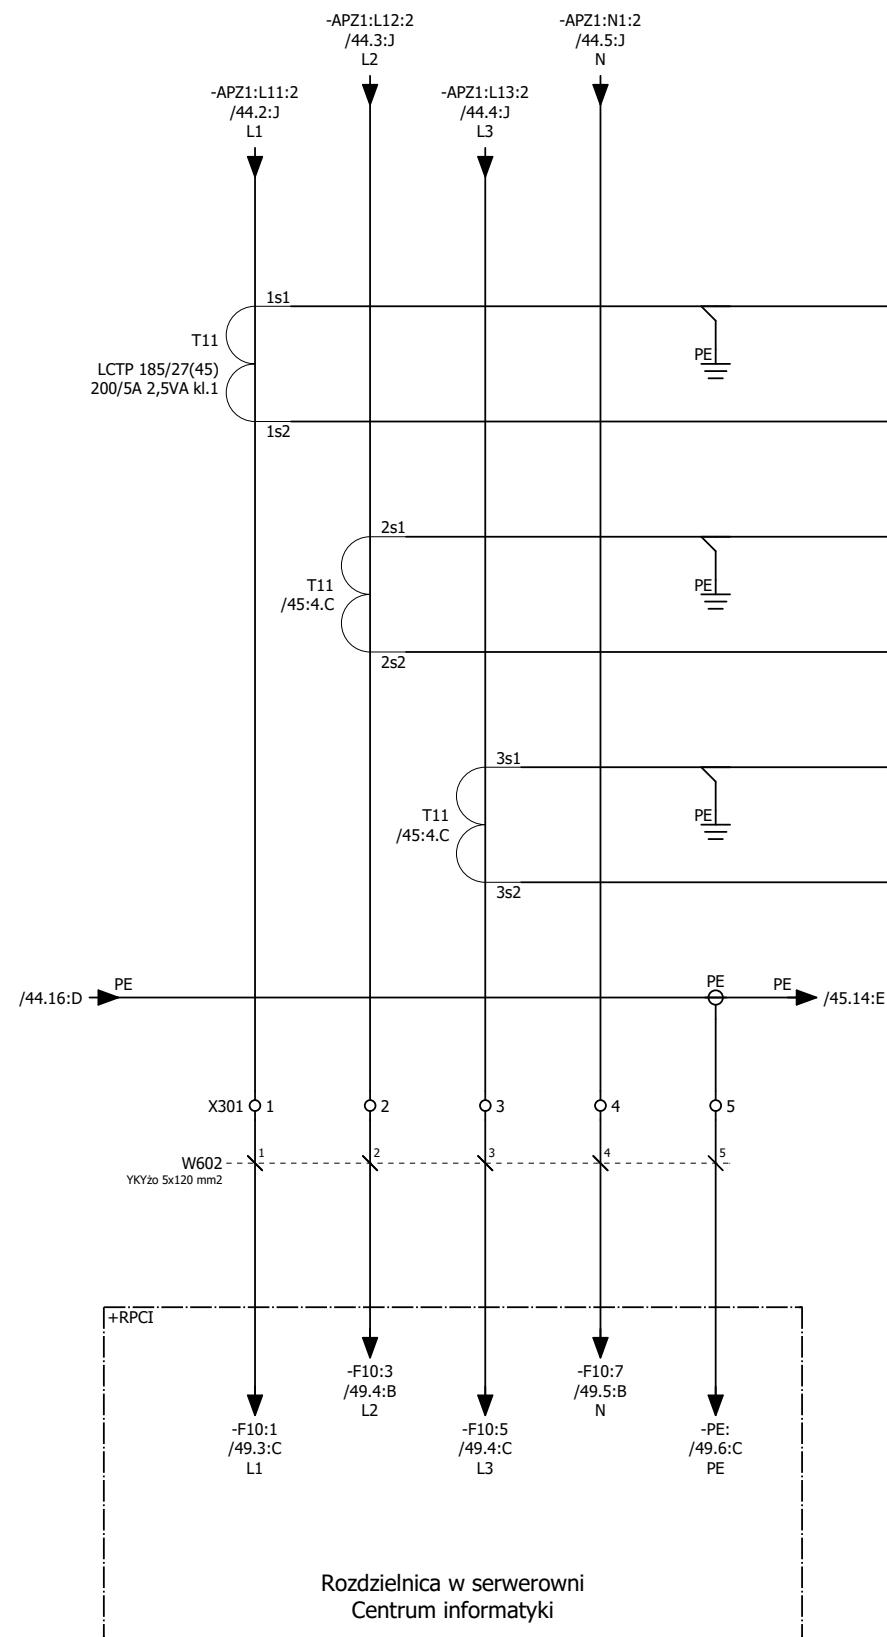 -APZ1:L12:2
/44.3:J
L2
-APZ1:N1:2
/44.5:J
N
-APZ1:L11:2
/44.2:J
L1
-APZ1:L13:2
/44.4:J
L3
1s1
T11
LCTP 185/27(45)
200/5A 2,5VA kl.1
PE
1s2
2s1
T11
/45:4.C
PE
2s2
3s1
T11
/45:4.C
PE
3s2
/44.16:D
PE
PE
PE
/45.14:E
X301
1
2
3
4
5
W602
YKYżo 5x120 mm2
1
2
3
4
5
+RPCI
-F10:3
/49.4:B
L2
-F10:7
/49.5:B
N
-F10:1
/49.3:C
L1
-F10:5
/49.4:C
L3
-PE:
/49.6:C
PE
Rozdzielnica w serwerowni
Centrum informatyki